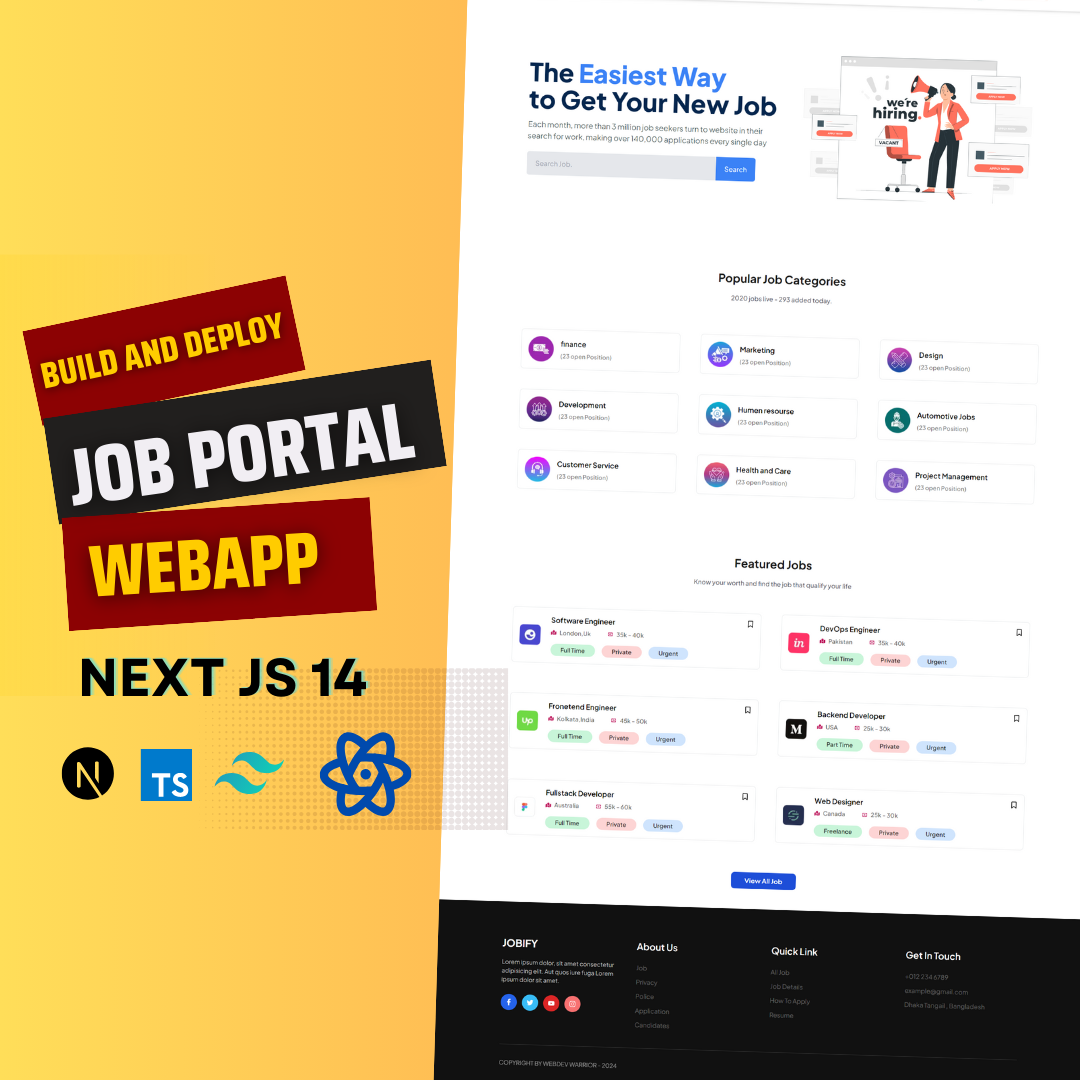 BUILD AND DEPLOY
JOB PORTAL
WEBAPP
NEXT JS 14
N
TS
The Easiest Way
to Get Your New Job
Each month, more than 3 million job seekers turn to website in their
search for work, making over 140,000 applications every single day
Search Job..
Search
we're
hiring.
VACANT
Popular Job Categories
2020 jobs live - 293 added today.
finance
(23 open Position)
Marketing
(23 open Position)
Design
(23 open Position)
Development
(23 open Position)
Human resourse
(23 open Position)
Automotive Jobs
(23 open Position)
Customer Service
(23 open Position)
Health and Care
(23 open Position)
Project Management
(23 open Position)
Featured Jobs
Know your worth and find the job that qualify your life
Software Engineer
London,Uk 35k - 40k
Full Time Private Urgent
in
DevOps Engineer
Pakistan 35k - 40k
Full Time Private Urgent
Up
Fronetend Engineer
Kolkata,India 45k - 50k
Full Time Private Urgent
M
Backend Developer
USA 25k - 30k
Part Time Private Urgent
Fullstack Developer
Australia 55k - 60k
Full Time Private Urgent
Web Designer
Canada 25k - 30k
Freelance Private Urgent
View All Job
JOBIFY
Lorem ipsum dolor, sit amet consectetur
adipisicing elit. Aut quos iure fuga Lorem
ipsum dolor sit amet.
About Us
Job
Privacy
Police
Application
Candidates
Quick Link
All Job
Job Details
How To Apply
Resume
Get In Touch
+012 234 6789
example@gmail.com
Dhaka Tangail , Bangladesh
COPYRIGHT BY WEBDEV WARRIOR - 2024